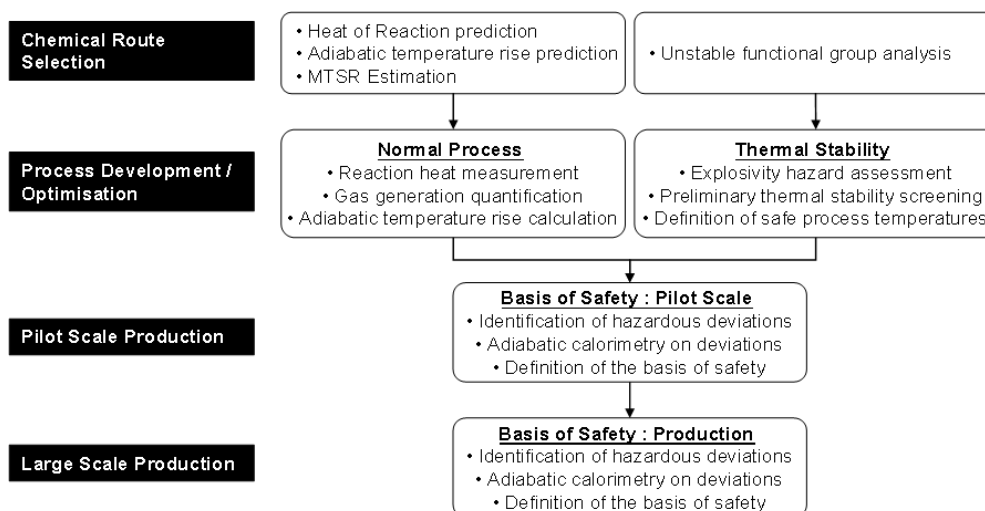 Chemical Route
Selection
• Heat of Reaction prediction
• Adiabatic temperature rise prediction
• MTSR Estimation
• Unstable functional group analysis
Process Development /
Optimisation
Normal Process
• Reaction heat measurement
• Gas generation quantification
• Adiabatic temperature rise calculation
Thermal Stability
• Explosivity hazard assessment
• Preliminary thermal stability screening
• Definition of safe process temperatures
Pilot Scale Production
Basis of Safety : Pilot Scale
• Identification of hazardous deviations
• Adiabatic calorimetry on deviations
• Definition of the basis of safety
Large Scale Production
Basis of Safety : Production
• Identification of hazardous deviations
• Adiabatic calorimetry on deviations
• Definition of the basis of safety